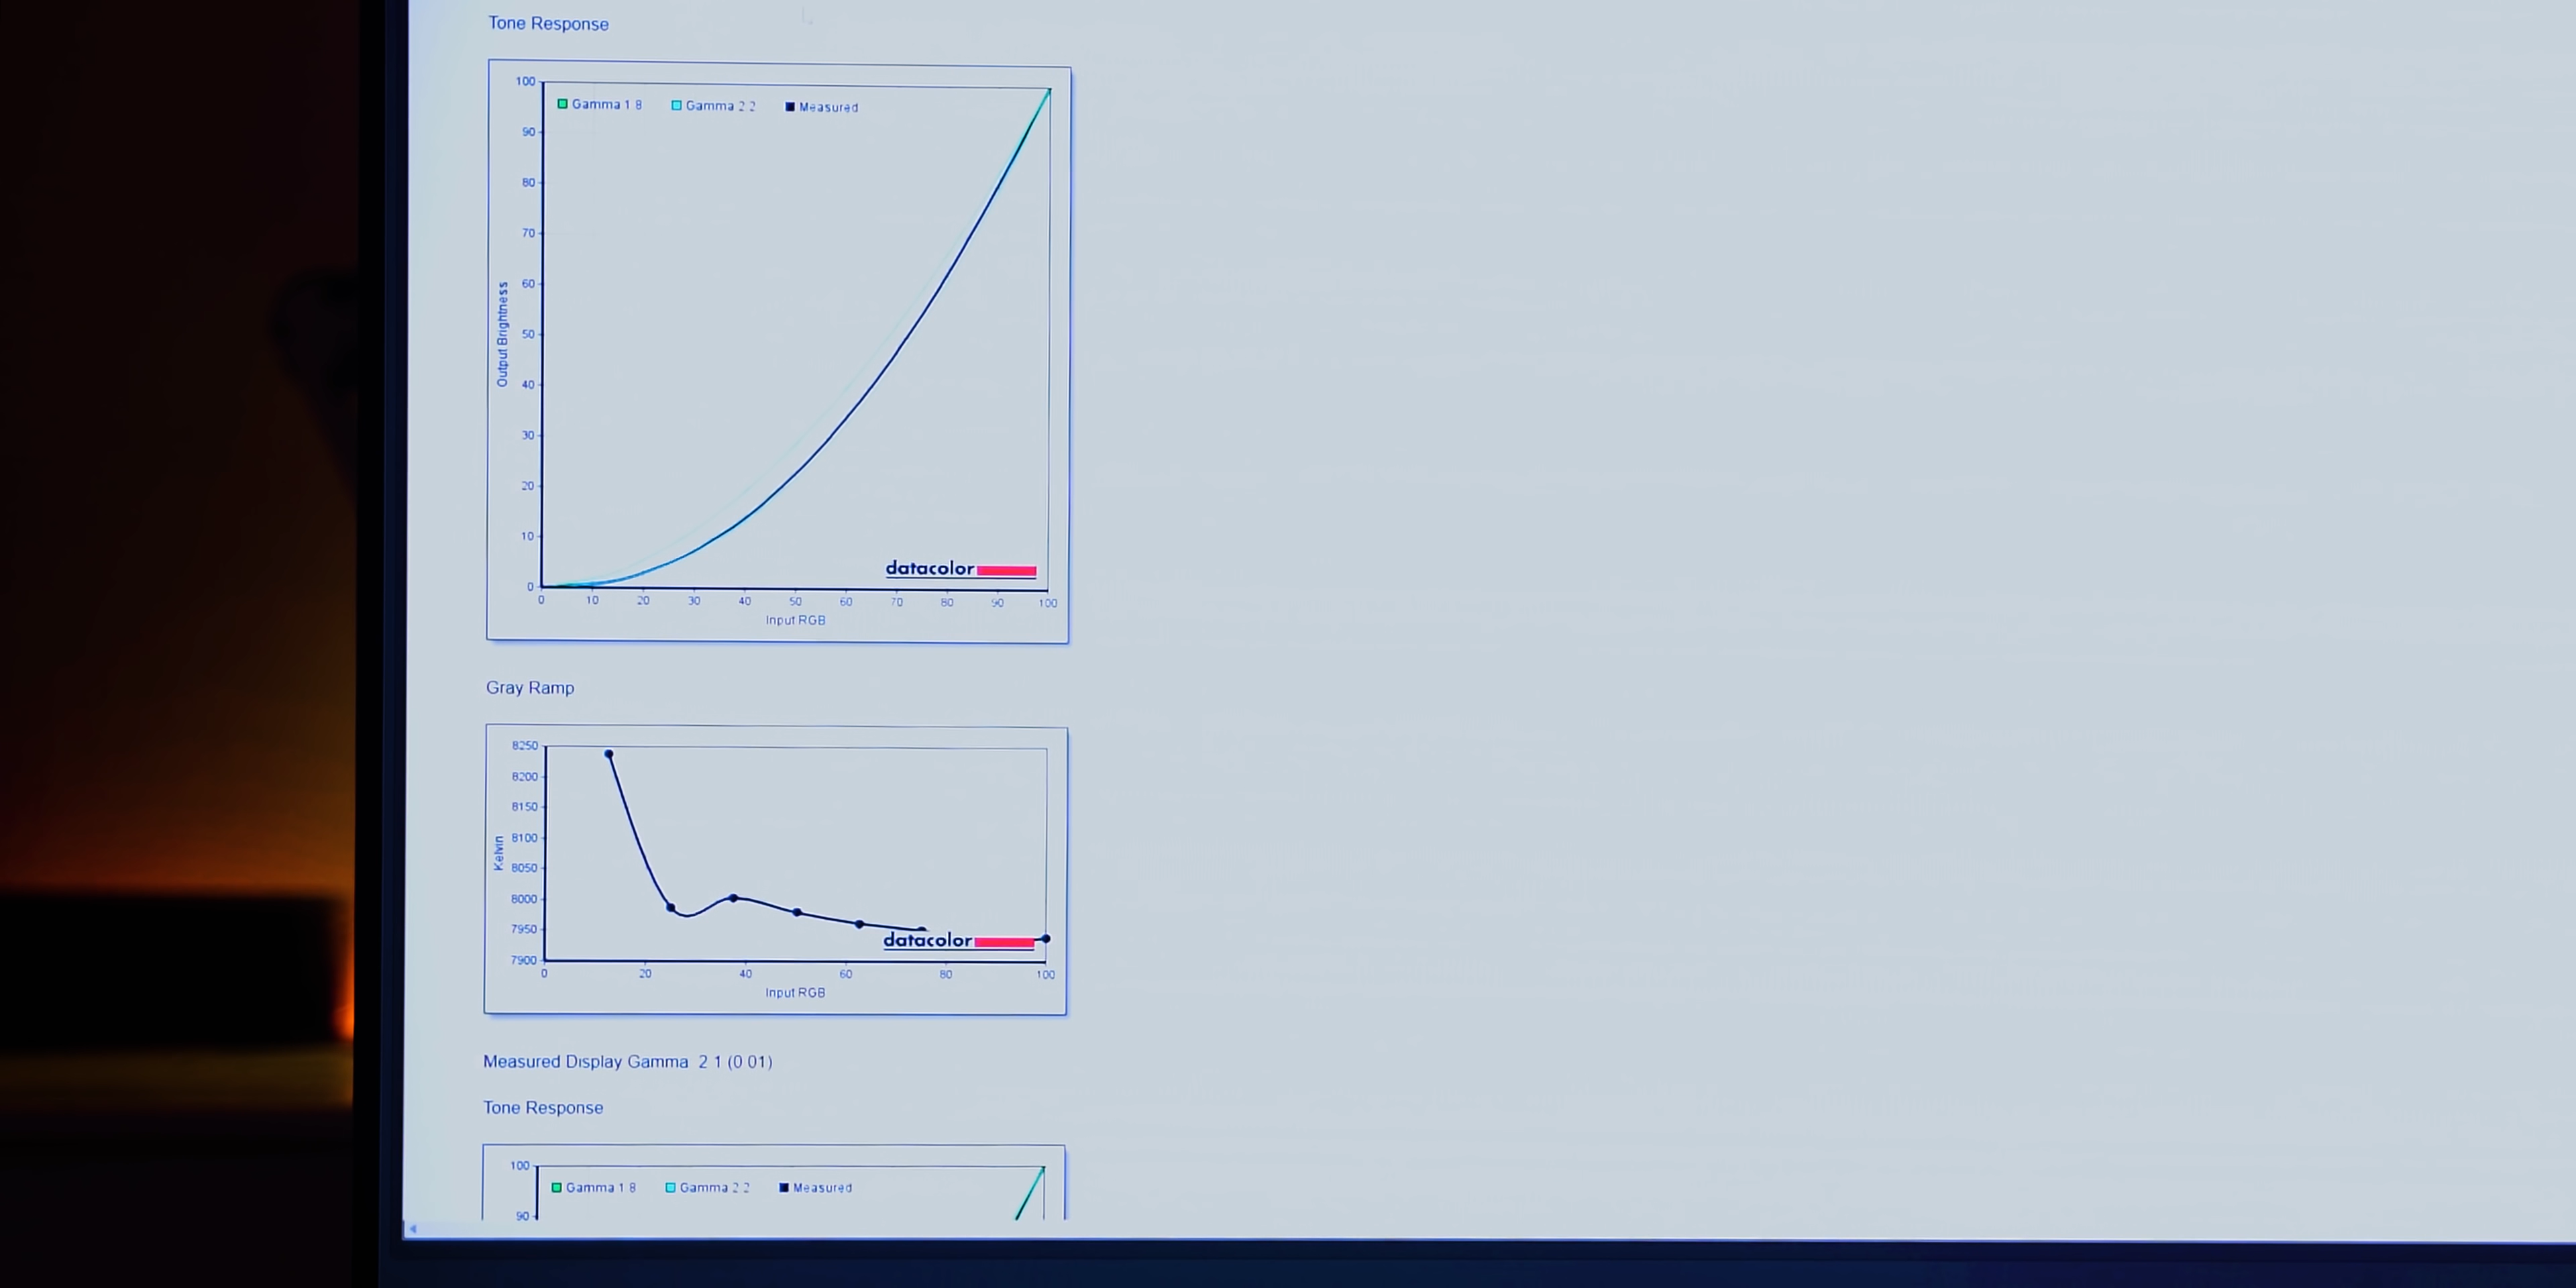 Tone Response
100
Gamma 1 8 Gamma 2 2 Measured
90
80
70
60
50
40
30
20
10
0
Output Brightness
datacolor
0 10 20 30 40 50 60 70 80 90 100
Input RGB
Gray Ramp
8250
8200
8150
8100
8050
8000
7950
7900
Kelvin
datacolor
0 20 40 60 80 100
Input RGB
Measured Display Gamma 2 1 (0 01)
Tone Response
100
Gamma 1 8 Gamma 2 2 Measured
90